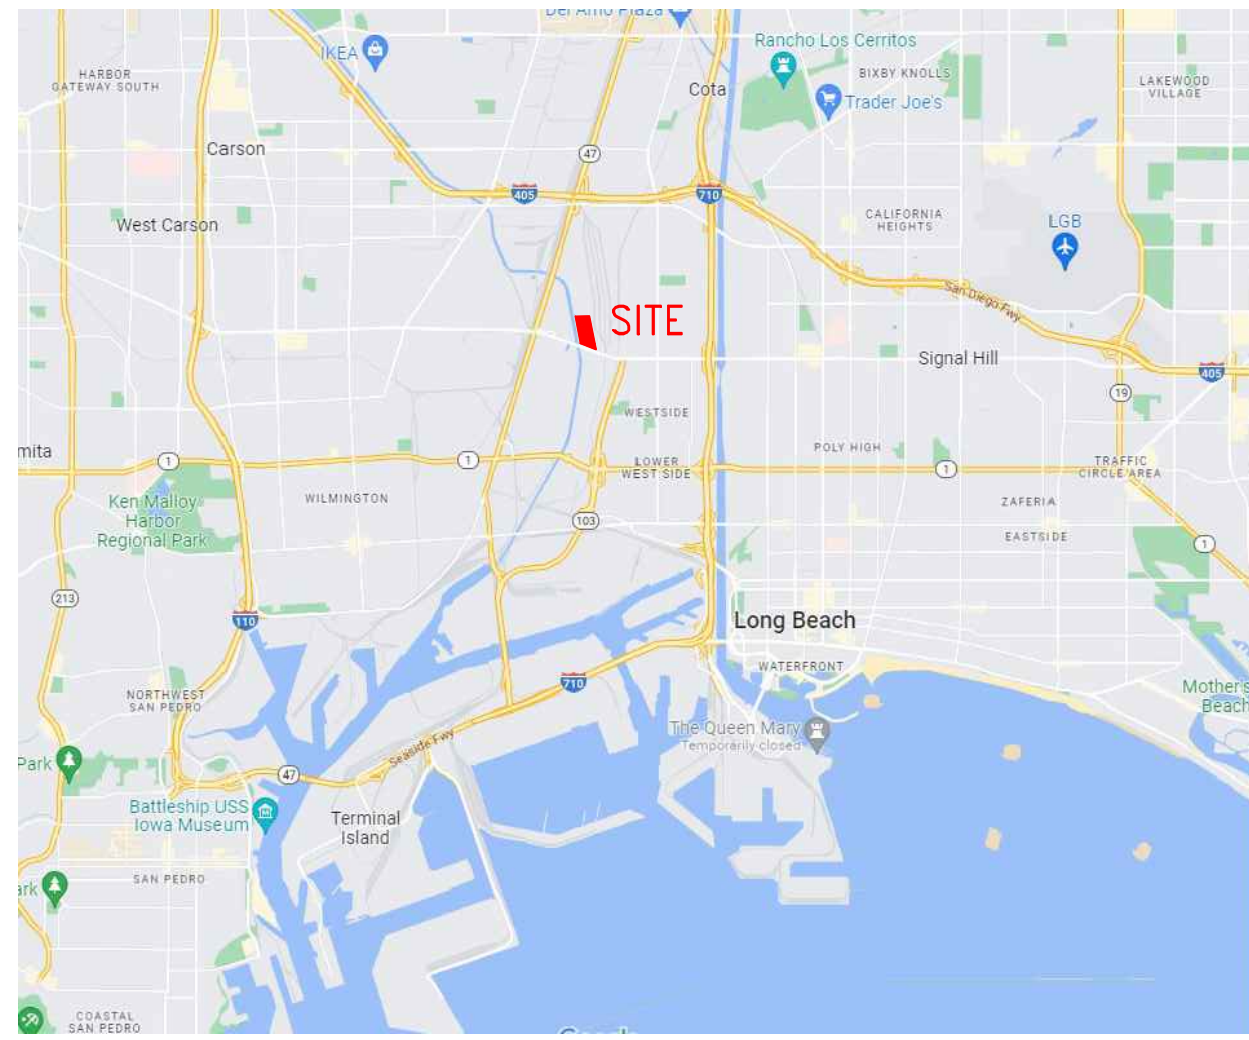 Del Amo Plaza
Rancho Los Cerritos
IKEA
HARBOR
GATEWAY SOUTH
BIXBY KNOLLS
LAKEWOOD
VILLAGE
Cota
Trader Joe's
Carson
47
405
710
West Carson
CALIFORNIA
HEIGHTS
LGB
San Diego Fwy
SITE
Signal Hill
405
19
WESTSIDE
mita
1
1
LOWER
WEST SIDE
POLY HIGH
1
TRAFFIC
CIRCLE AREA
Ken Malloy
Harbor
Regional Park
WILMINGTON
ZAFERIA
103
EASTSIDE
1
213
110
Long Beach
WATERFRONT
710
NORTHWEST
SAN PEDRO
Mother's
Beach
The Queen Mary
Temporarily closed
Seaside Fwy
Park
47
Battleship USS
Iowa Museum
Terminal
Island
SAN PEDRO
ark
COASTAL
SAN PEDRO